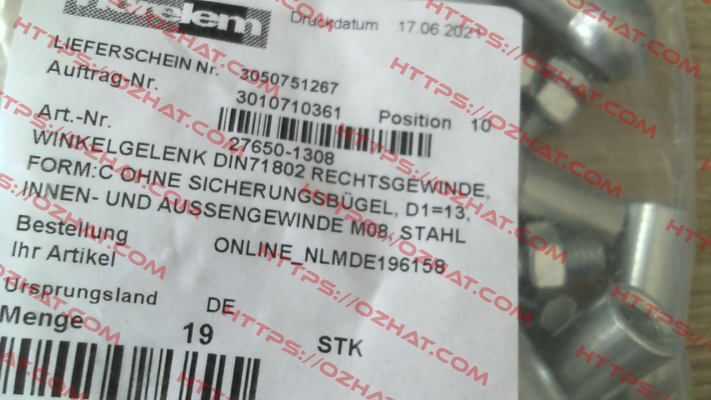 Druckdatum 17.06.2021
LIEFERSCHEIN Nr. 3050751267
Auftrag-Nr. 3010710361 Position 10
Art.-Nr. 27650-1308
WINKELGELENK DIN71802 RECHTSGEWINDE,
FORM:C OHNE SICHERUNGSBÜGEL, D1=13,
INNEN- UND AUSSENGEWINDE M08, STAHL
Bestellung ONLINE_NLMDE196158
Ihr Artikel
Ursprungsland DE
Menge 19 STK
HTTPS://OZHAT.COM